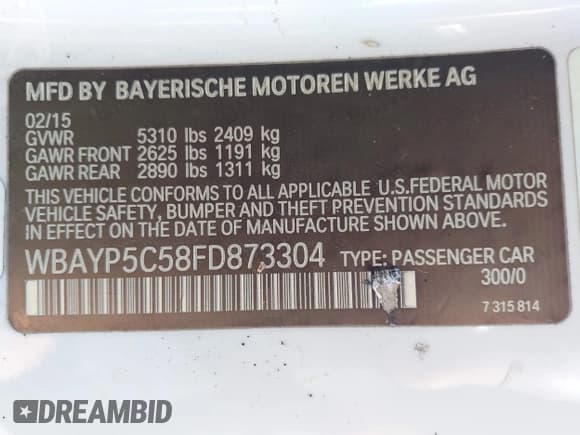 MFD BY BAYERISCHE MOTOREN WERKE AG
02/15
GVWR 5310 lbs 2409 kg
GAWR FRONT 2625 lbs 1191 kg
GAWR REAR 2890 lbs 1311 kg
THIS VEHICLE CONFORMS TO ALL APPLICABLE U.S.FEDERAL MOTOR
VEHICLE SAFETY, BUMPER AND THEFT PREVENTION STANDARDS
IN EFFECT ON THE DATE OF MANUFACTURE SHOWN ABOVE.
WBAYP5C58FD873304 TYPE: PASSENGER CAR
300/0
7 315 814
DREAMBID